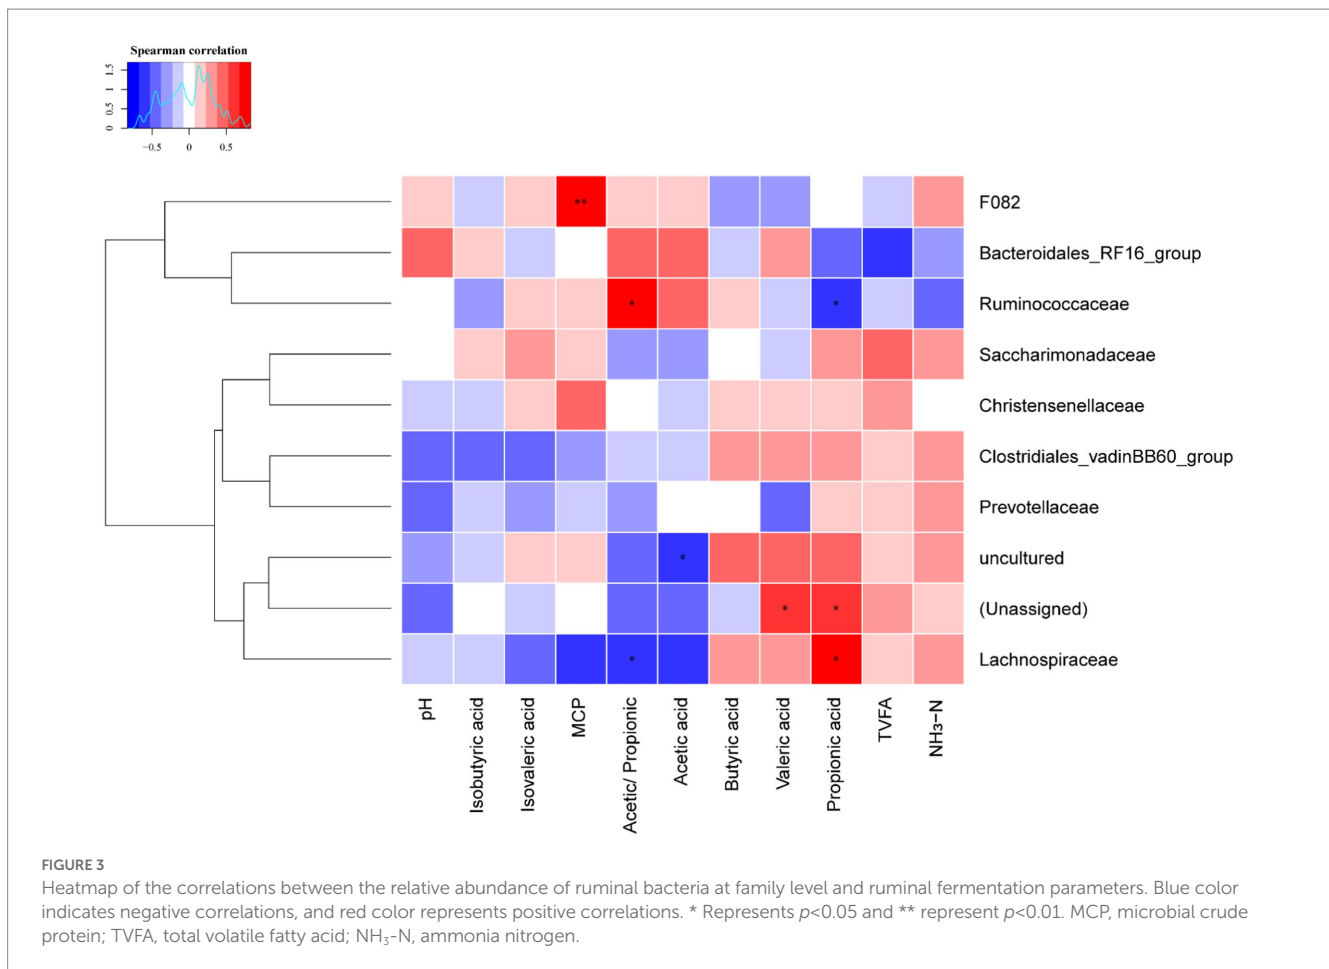 Spearman correlation
0 0.5 1 1.5
−0.5 0 0.5
** F082
Bacteroidales_RF16_group
* * Ruminococcaceae
Saccharimonadaceae
Christensenellaceae
Clostridiales_vadinBB60_group
Prevotellaceae
* uncultured
* * (Unassigned)
* * Lachnospiraceae
pH
Isobutyric acid
Isovaleric acid
MCP
Acetic/ Propionic
Acetic acid
Butyric acid
Valeric acid
Propionic acid
TVFA
NH₃−N
FIGURE 3
Heatmap of the correlations between the relative abundance of ruminal bacteria at family level and ruminal fermentation parameters. Blue color
indicates negative correlations, and red color represents positive correlations. * Represents p<0.05 and ** represent p<0.01. MCP, microbial crude
protein; TVFA, total volatile fatty acid; NH₃-N, ammonia nitrogen.